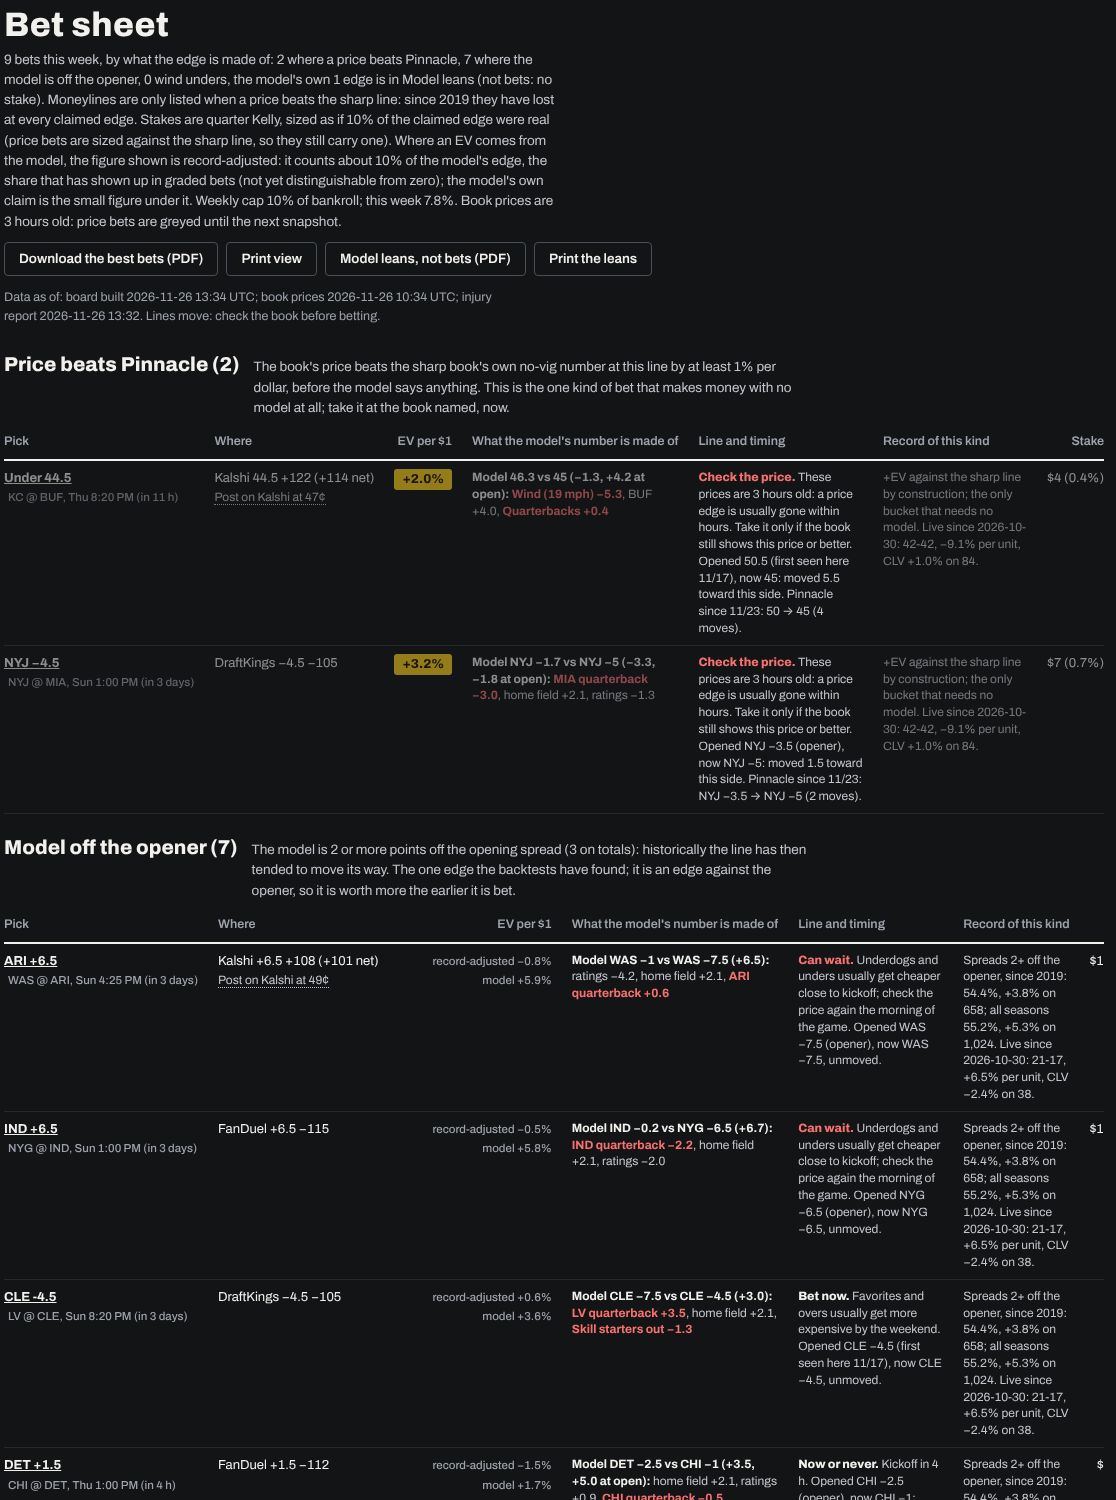 Bet sheet
9 bets this week, by what the edge is made of: 2 where a price beats Pinnacle, 7 where the
model is off the opener, 0 wind unders, the model's own 1 edge is in Model leans (not bets: no
stake). Moneylines are only listed when a price beats the sharp line: since 2019 they have lost
at every claimed edge. Stakes are quarter Kelly, sized as if 10% of the claimed edge were real
(price bets are sized against the sharp line, so they still carry one). Where an EV comes from
the model, the figure shown is record-adjusted: it counts about 10% of the model's edge, the
share that has shown up in graded bets (not yet distinguishable from zero); the model's own
claim is the small figure under it. Weekly cap 10% of bankroll; this week 7.8%. Book prices are
3 hours old: price bets are greyed until the next snapshot.
Download the best bets (PDF) Print view Model leans, not bets (PDF) Print the leans
Data as of: board built 2026-11-26 13:34 UTC; book prices 2026-11-26 10:34 UTC; injury
report 2026-11-26 13:32. Lines move: check the book before betting.
Price beats Pinnacle (2)
The book's price beats the sharp book's own no-vig number at this line by at least 1% per
dollar, before the model says anything. This is the one kind of bet that makes money with no
model at all; take it at the book named, now.
Pick Where EV per $1 What the model's number is made of Line and timing Record of this kind Stake
Under 44.5
KC @ BUF, Thu 8:20 PM (in 11 h)
Kalshi 44.5 +122 (+114 net)
Post on Kalshi at 47¢
+2.0%
Model 46.3 vs 45 (−1.3, +4.2 at
open): Wind (19 mph) −5.3, BUF
+4.0, Quarterbacks +0.4
Check the price. These
prices are 3 hours old: a price
edge is usually gone within
hours. Take it only if the book
still shows this price or better.
Opened 50.5 (first seen here
11/17), now 45: moved 5.5
toward this side. Pinnacle
since 11/23: 50 → 45 (4
moves).
+EV against the sharp line
by construction; the only
bucket that needs no
model. Live since 2026-10-
30: 42-42, −9.1% per unit,
CLV +1.0% on 84.
$4 (0.4%)
NYJ −4.5
NYJ @ MIA, Sun 1:00 PM (in 3 days)
DraftKings −4.5 −105
+3.2%
Model NYJ −1.7 vs NYJ −5 (−3.3,
−1.8 at open): MIA quarterback
−3.0, home field +2.1, ratings −1.3
Check the price. These
prices are 3 hours old: a price
edge is usually gone within
hours. Take it only if the book
still shows this price or better.
Opened NYJ −3.5 (opener),
now NYJ −5: moved 1.5 toward
this side. Pinnacle since 11/23:
NYJ −3.5 → NYJ −5 (2 moves).
+EV against the sharp line
by construction; the only
bucket that needs no
model. Live since 2026-10-
30: 42-42, −9.1% per unit,
CLV +1.0% on 84.
$7 (0.7%)
Model off the opener (7)
The model is 2 or more points off the opening spread (3 on totals): historically the line has then
tended to move its way. The one edge the backtests have found; it is an edge against the
opener, so it is worth more the earlier it is bet.
Pick Where EV per $1 What the model's number is made of Line and timing Record of this kind
ARI +6.5
WAS @ ARI, Sun 4:25 PM (in 3 days)
Kalshi +6.5 +108 (+101 net)
Post on Kalshi at 49¢
record-adjusted −0.8%
model +5.9%
Model WAS −1 vs WAS −7.5 (+6.5):
ratings −4.2, home field +2.1, ARI
quarterback +0.6
Can wait. Underdogs and
unders usually get cheaper
close to kickoff; check the
price again the morning of
the game. Opened WAS
−7.5 (opener), now WAS
−7.5, unmoved.
Spreads 2+ off the
opener, since 2019:
54.4%, +3.8% on
658; all seasons
55.2%, +5.3% on
1,024. Live since
2026-10-30: 21-17,
+6.5% per unit, CLV
−2.4% on 38.
$1
IND +6.5
NYG @ IND, Sun 1:00 PM (in 3 days)
FanDuel +6.5 −115
record-adjusted −0.5%
model +5.8%
Model IND −0.2 vs NYG −6.5 (+6.7):
IND quarterback −2.2, home field
+2.1, ratings −2.0
Can wait. Underdogs and
unders usually get cheaper
close to kickoff; check the
price again the morning of
the game. Opened NYG
−6.5 (opener), now NYG
−6.5, unmoved.
Spreads 2+ off the
opener, since 2019:
54.4%, +3.8% on
658; all seasons
55.2%, +5.3% on
1,024. Live since
2026-10-30: 21-17,
+6.5% per unit, CLV
−2.4% on 38.
$1
CLE -4.5
LV @ CLE, Sun 8:20 PM (in 3 days)
DraftKings −4.5 −105
record-adjusted +0.6%
model +3.6%
Model CLE −7.5 vs CLE −4.5 (+3.0):
LV quarterback +3.5, home field +2.1,
Skill starters out −1.3
Bet now. Favorites and
overs usually get more
expensive by the weekend.
Opened CLE −4.5 (first
seen here 11/17), now CLE
−4.5, unmoved.
Spreads 2+ off the
opener, since 2019:
54.4%, +3.8% on
658; all seasons
55.2%, +5.3% on
1,024. Live since
2026-10-30: 21-17,
+6.5% per unit, CLV
−2.4% on 38.
DET +1.5
CHI @ DET, Thu 1:00 PM (in 4 h)
FanDuel +1.5 −112
record-adjusted −1.5%
model +1.7%
Model DET −2.5 vs CHI −1 (+3.5,
+5.0 at open): home field +2.1, ratings
+0.9, CHI quarterback −0.5
Now or never. Kickoff in 4
h. Opened CHI −2.5
(opener), now CHI −1:
Spreads 2+ off the
opener, since 2019:
54.4%, +3.8% on
$